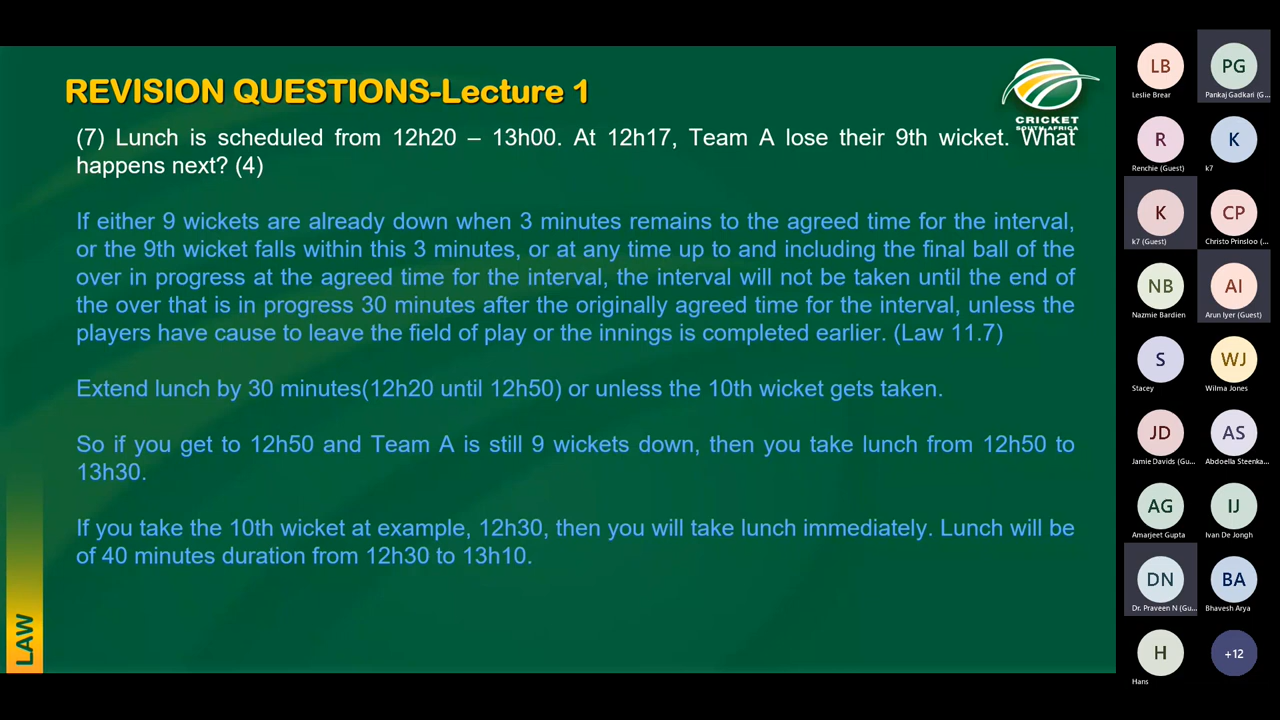 REVISION QUESTIONS-Lecture 1
CRICKET
SOUTH AFRICA
(7) Lunch is scheduled from 12h20 – 13h00. At 12h17, Team A lose their 9th wicket. What
happens next? (4)
If either 9 wickets are already down when 3 minutes remains to the agreed time for the interval,
or the 9th wicket falls within this 3 minutes, or at any time up to and including the final ball of the
over in progress at the agreed time for the interval, the interval will not be taken until the end of
the over that is in progress 30 minutes after the originally agreed time for the interval, unless the
players have cause to leave the field of play or the innings is completed earlier. (Law 11.7)
Extend lunch by 30 minutes(12h20 until 12h50) or unless the 10th wicket gets taken.
So if you get to 12h50 and Team A is still 9 wickets down, then you take lunch from 12h50 to
13h30.
If you take the 10th wicket at example, 12h30, then you will take lunch immediately. Lunch will be
of 40 minutes duration from 12h30 to 13h10.
LAW
LB
Leslie Brear
PG
Pankaj Gadkari (G...
R
Renchie (Guest)
K
k7
K
k7 (Guest)
CP
Christo Prinsloo (...
NB
Nazmie Bardien
AI
Arun Iyer (Guest)
S
Stacey
WJ
Wilma Jones
JD
Jamie Davids (Gu...
AS
Abdoella Steenka...
AG
Amarjeet Gupta
IJ
Ivan De Jongh
DN
Dr. Praveen N (Gu...
BA
Bhavesh Arya
H
Hans
+12